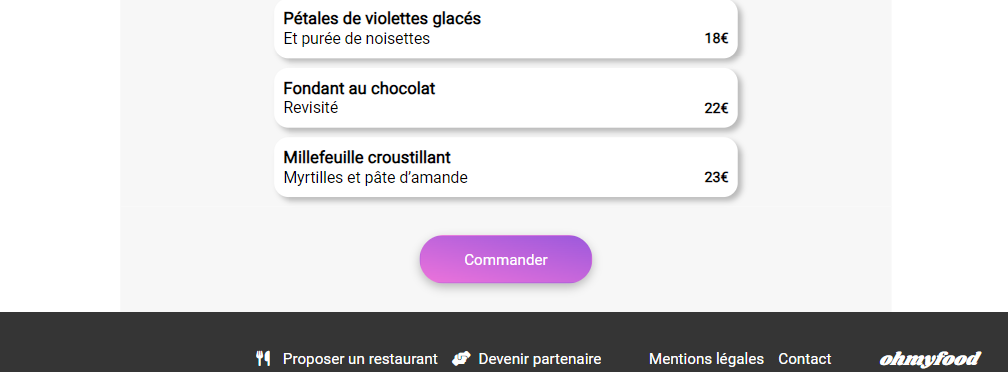 Pétales de violettes glacés
Et purée de noisettes 18€
Fondant au chocolat
Revisité 22€
Millefeuille croustillant
Myrtilles et pâte d’amande 23€
Commander
Proposer un restaurant Devenir partenaire Mentions légales Contact ohmyfood